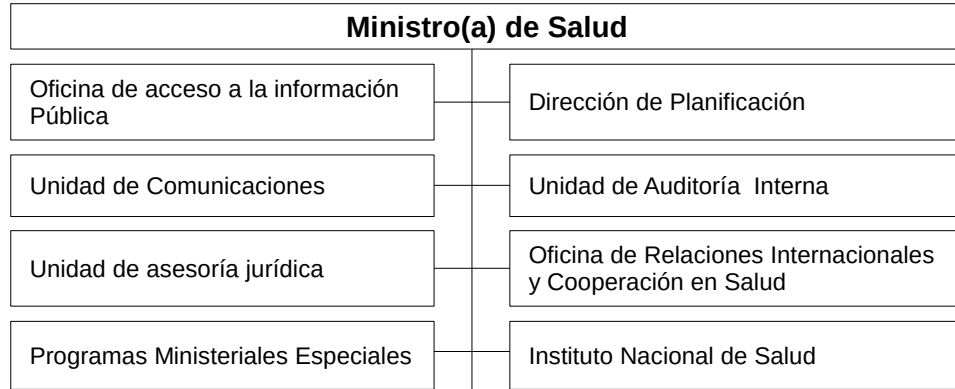 Ministro(a) de Salud
Oficina de acceso a la información
Pública
Dirección de Planificación
Unidad de Comunicaciones
Unidad de Auditoría  Interna
Unidad de asesoría jurídica
Oficina de Relaciones Internacionales
y Cooperación en Salud
Programas Ministeriales Especiales
Instituto Nacional de Salud